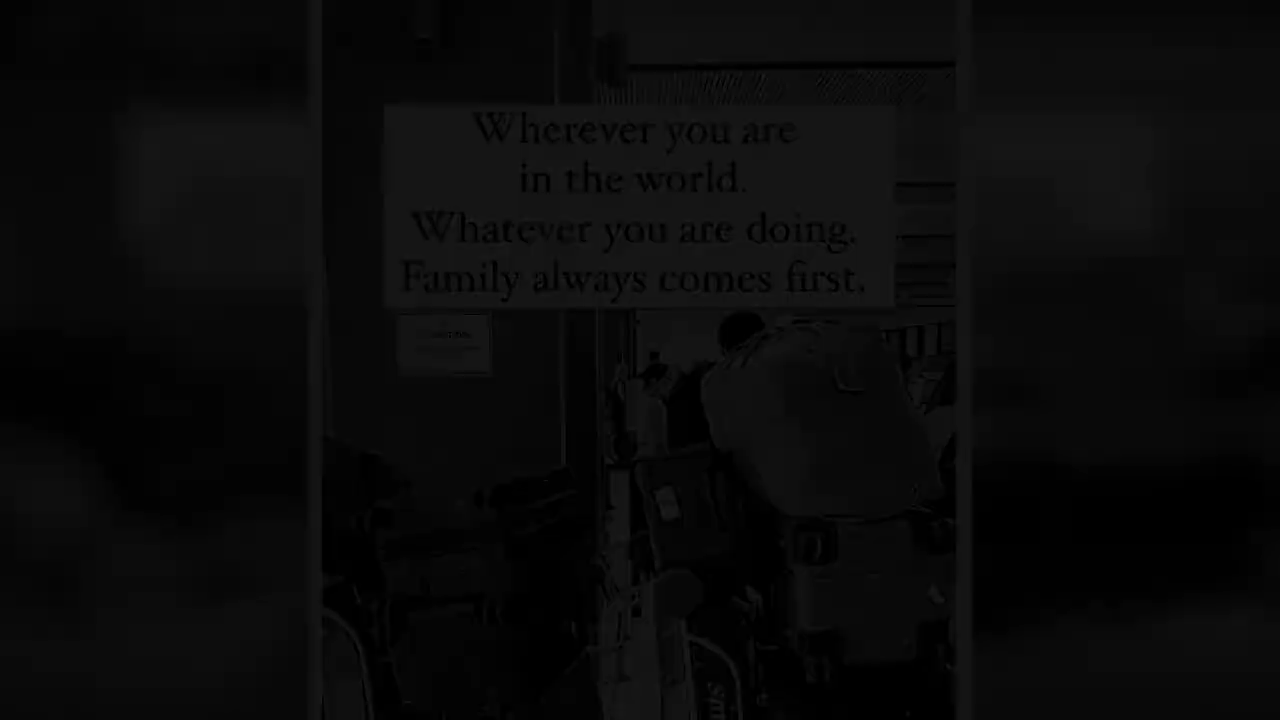 Wherever you are
in the world.
Whatever you are doing.
Family always comes first.